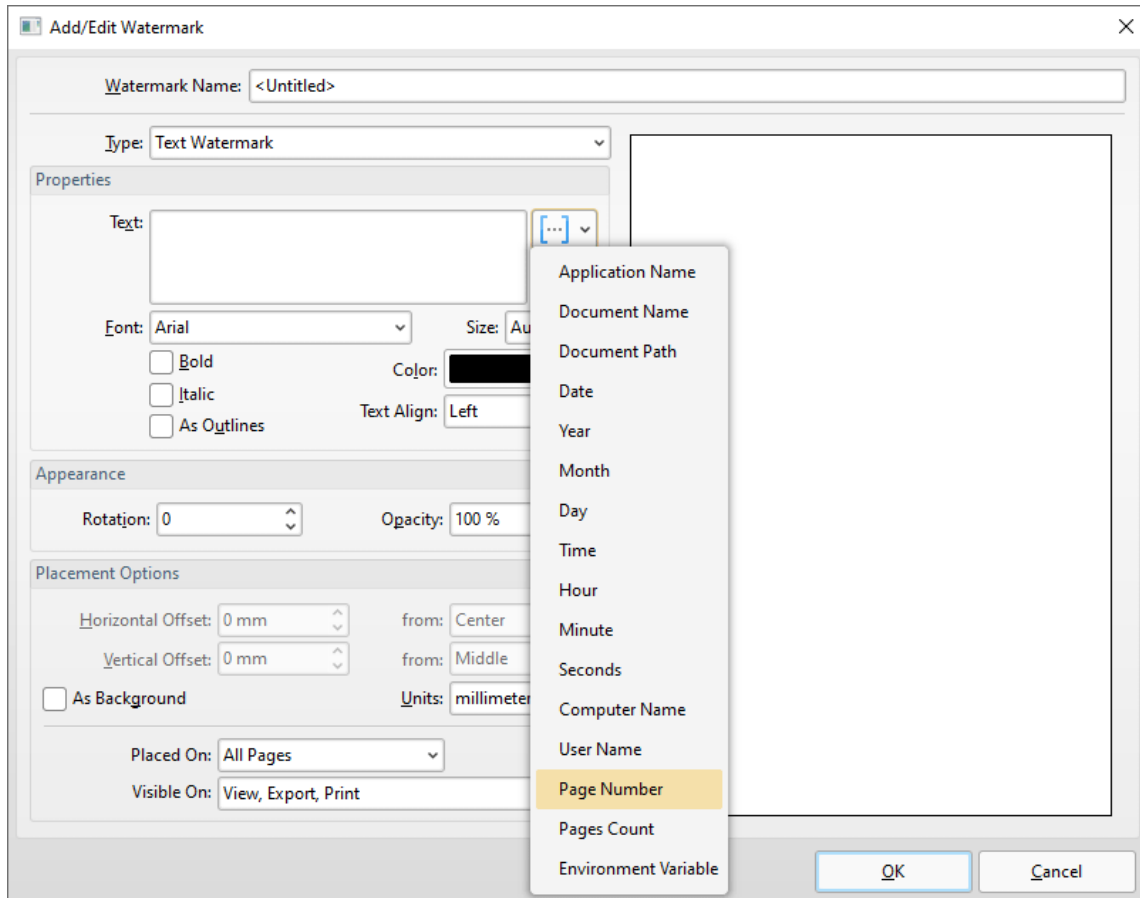 Add/Edit Watermark
Watermark Name: <Untitled>
Type: Text Watermark
Properties
Text:
Font: Arial
Size: Au
Bold
Color:
Italic
Text Align: Left
As Outlines
Appearance
Rotation: 0
Opacity: 100 %
Placement Options
Horizontal Offset: 0 mm
from: Center
Vertical Offset: 0 mm
from: Middle
As Background
Units: millimeter
Placed On: All Pages
Visible On: View, Export, Print
Application Name
Document Name
Document Path
Date
Year
Month
Day
Time
Hour
Minute
Seconds
Computer Name
User Name
Page Number
Pages Count
Environment Variable
OK
Cancel